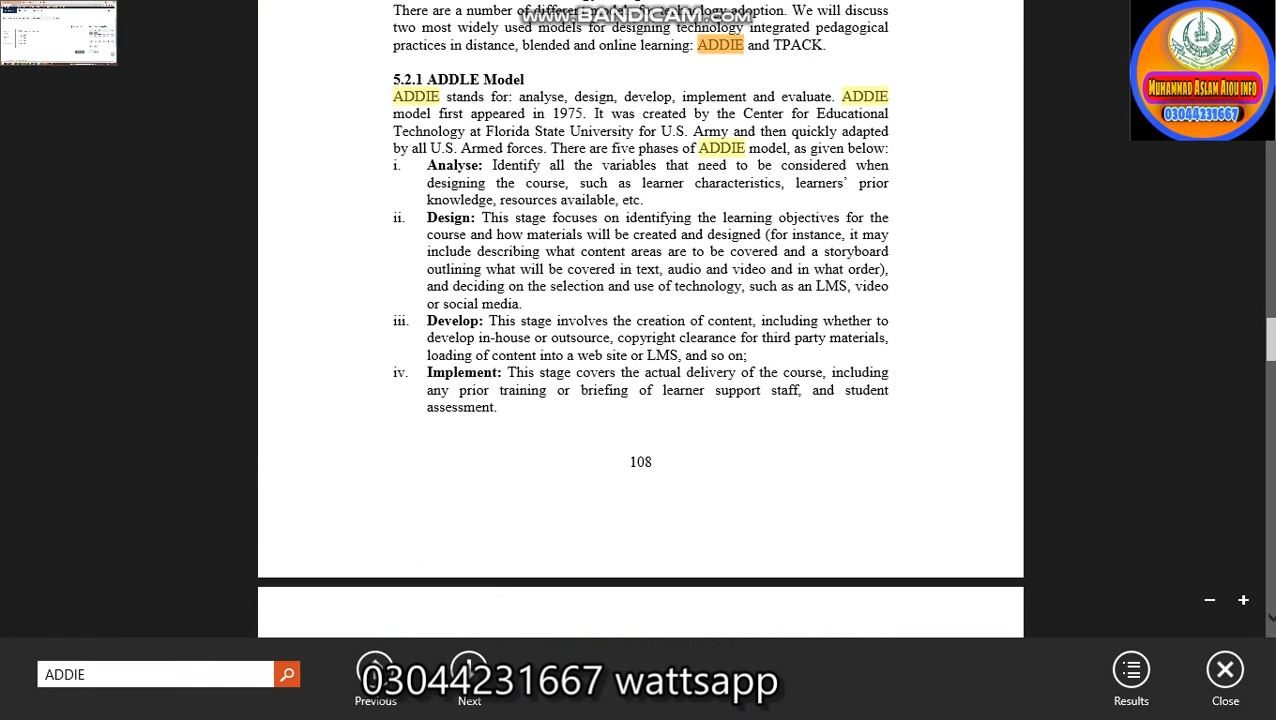 There are a number of different models of technology adoption. We will discuss
www.BANDICAM.com
two most widely used models for designing technology integrated pedagogical
practices in distance, blended and online learning: ADDIE and TPACK.
5.2.1 ADDLE Model
ADDIE stands for: analyse, design, develop, implement and evaluate. ADDIE
model first appeared in 1975. It was created by the Center for Educational
Technology at Florida State University for U.S. Army and then quickly adapted
by all U.S. Armed forces. There are five phases of ADDIE model, as given below:
i. Analyse: Identify all the variables that need to be considered when
designing the course, such as learner characteristics, learners’ prior
knowledge, resources available, etc.
ii. Design: This stage focuses on identifying the learning objectives for the
course and how materials will be created and designed (for instance, it may
include describing what content areas are to be covered and a storyboard
outlining what will be covered in text, audio and video and in what order),
and deciding on the selection and use of technology, such as an LMS, video
or social media.
iii. Develop: This stage involves the creation of content, including whether to
develop in-house or outsource, copyright clearance for third party materials,
loading of content into a web site or LMS, and so on;
iv. Implement: This stage covers the actual delivery of the course, including
any prior training or briefing of learner support staff, and student
assessment.
108
MUHAMMAD ASLAM AIOU INFO
03044231667
ADDIE
03044231667 wattsapp
Previous
Next
Results
Close